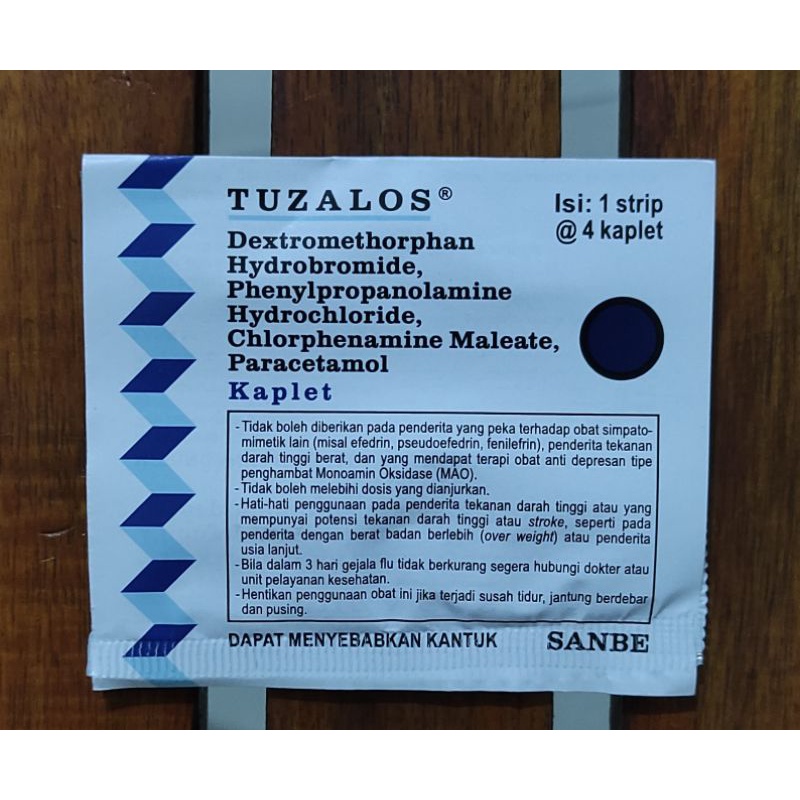 TUZALOS®
Isi: 1 strip
@ 4 kaplet
Dextromethorphan
Hydrobromide,
Phenylpropanolamine
Hydrochloride,
Chlorphenamine Maleate,
Paracetamol
Kaplet
- Tidak boleh diberikan pada penderita yang peka terhadap obat simpato-
mimetik lain (misal efedrin, pseudoefedrin, fenilefrin), penderita tekanan
darah tinggi berat, dan yang mendapat terapi obat anti depresan tipe
penghambat Monoamin Oksidase (MAO).
- Tidak boleh melebihi dosis yang dianjurkan.
- Hati-hati penggunaan pada penderita tekanan darah tinggi atau yang
mempunyai potensi tekanan darah tinggi atau stroke, seperti pada
penderita dengan berat badan berlebih (over weight) atau penderita
usia lanjut.
- Bila dalam 3 hari gejala flu tidak berkurang segera hubungi dokter atau
unit pelayanan kesehatan.
- Hentikan penggunaan obat ini jika terjadi susah tidur, jantung berdebar
dan pusing.
DAPAT MENYEBABKAN KANTUK
SANBE